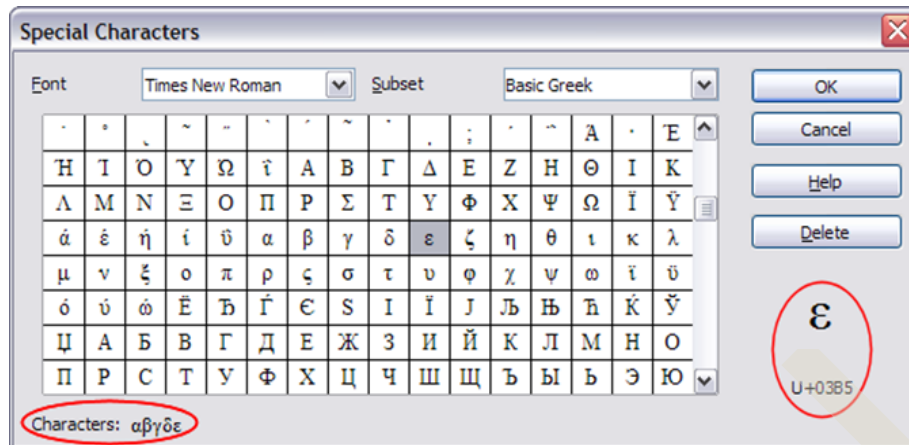 Special Characters
Font Times New Roman Subset Basic Greek OK
Cancel
Help
Delete
΄ Ά · Έ
Ή Ί Ό Ύ Ώ ΐ Α Β Γ Δ Ε Ζ Η Θ Ι Κ
Λ Μ Ν Ξ Ο Π Ρ Σ Τ Υ Φ Χ Ψ Ω Ϊ Ϋ
ά έ ή ί ΰ α β γ δ ε ζ η θ ι κ λ
μ ν ξ ο π ρ ς σ τ υ φ χ ψ ω ϊ ϋ
ό ύ ώ Ё Ђ Ѓ Є Ѕ І Ї Ј Љ Њ Ћ Ќ Ў
Џ А Б В Г Д Е Ж З И Й К Л М Н О
П Р С Т У Ф Х Ц Ч Ш Щ Ъ Ы Ь Э Ю
ε
U+03B5
Characters: αβγδε